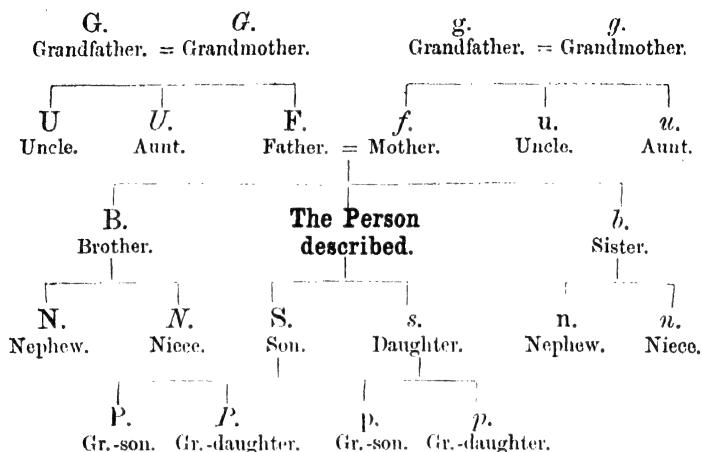 G. G. g. g.
Grandfather. = Grandmother. Grandfather. = Grandmother.
U U. F. f. u. u.
Uncle. Aunt. Father. = Mother. Uncle. Aunt.
B. The Person b.
Brother. described. Sister.
N. N. S. s. n. n.
Nephew. Niece. Son. Daughter. Nephew. Niece.
P. P. p. p.
Gr.-son. Gr.-daughter. Gr.-son. Gr.-daughter.